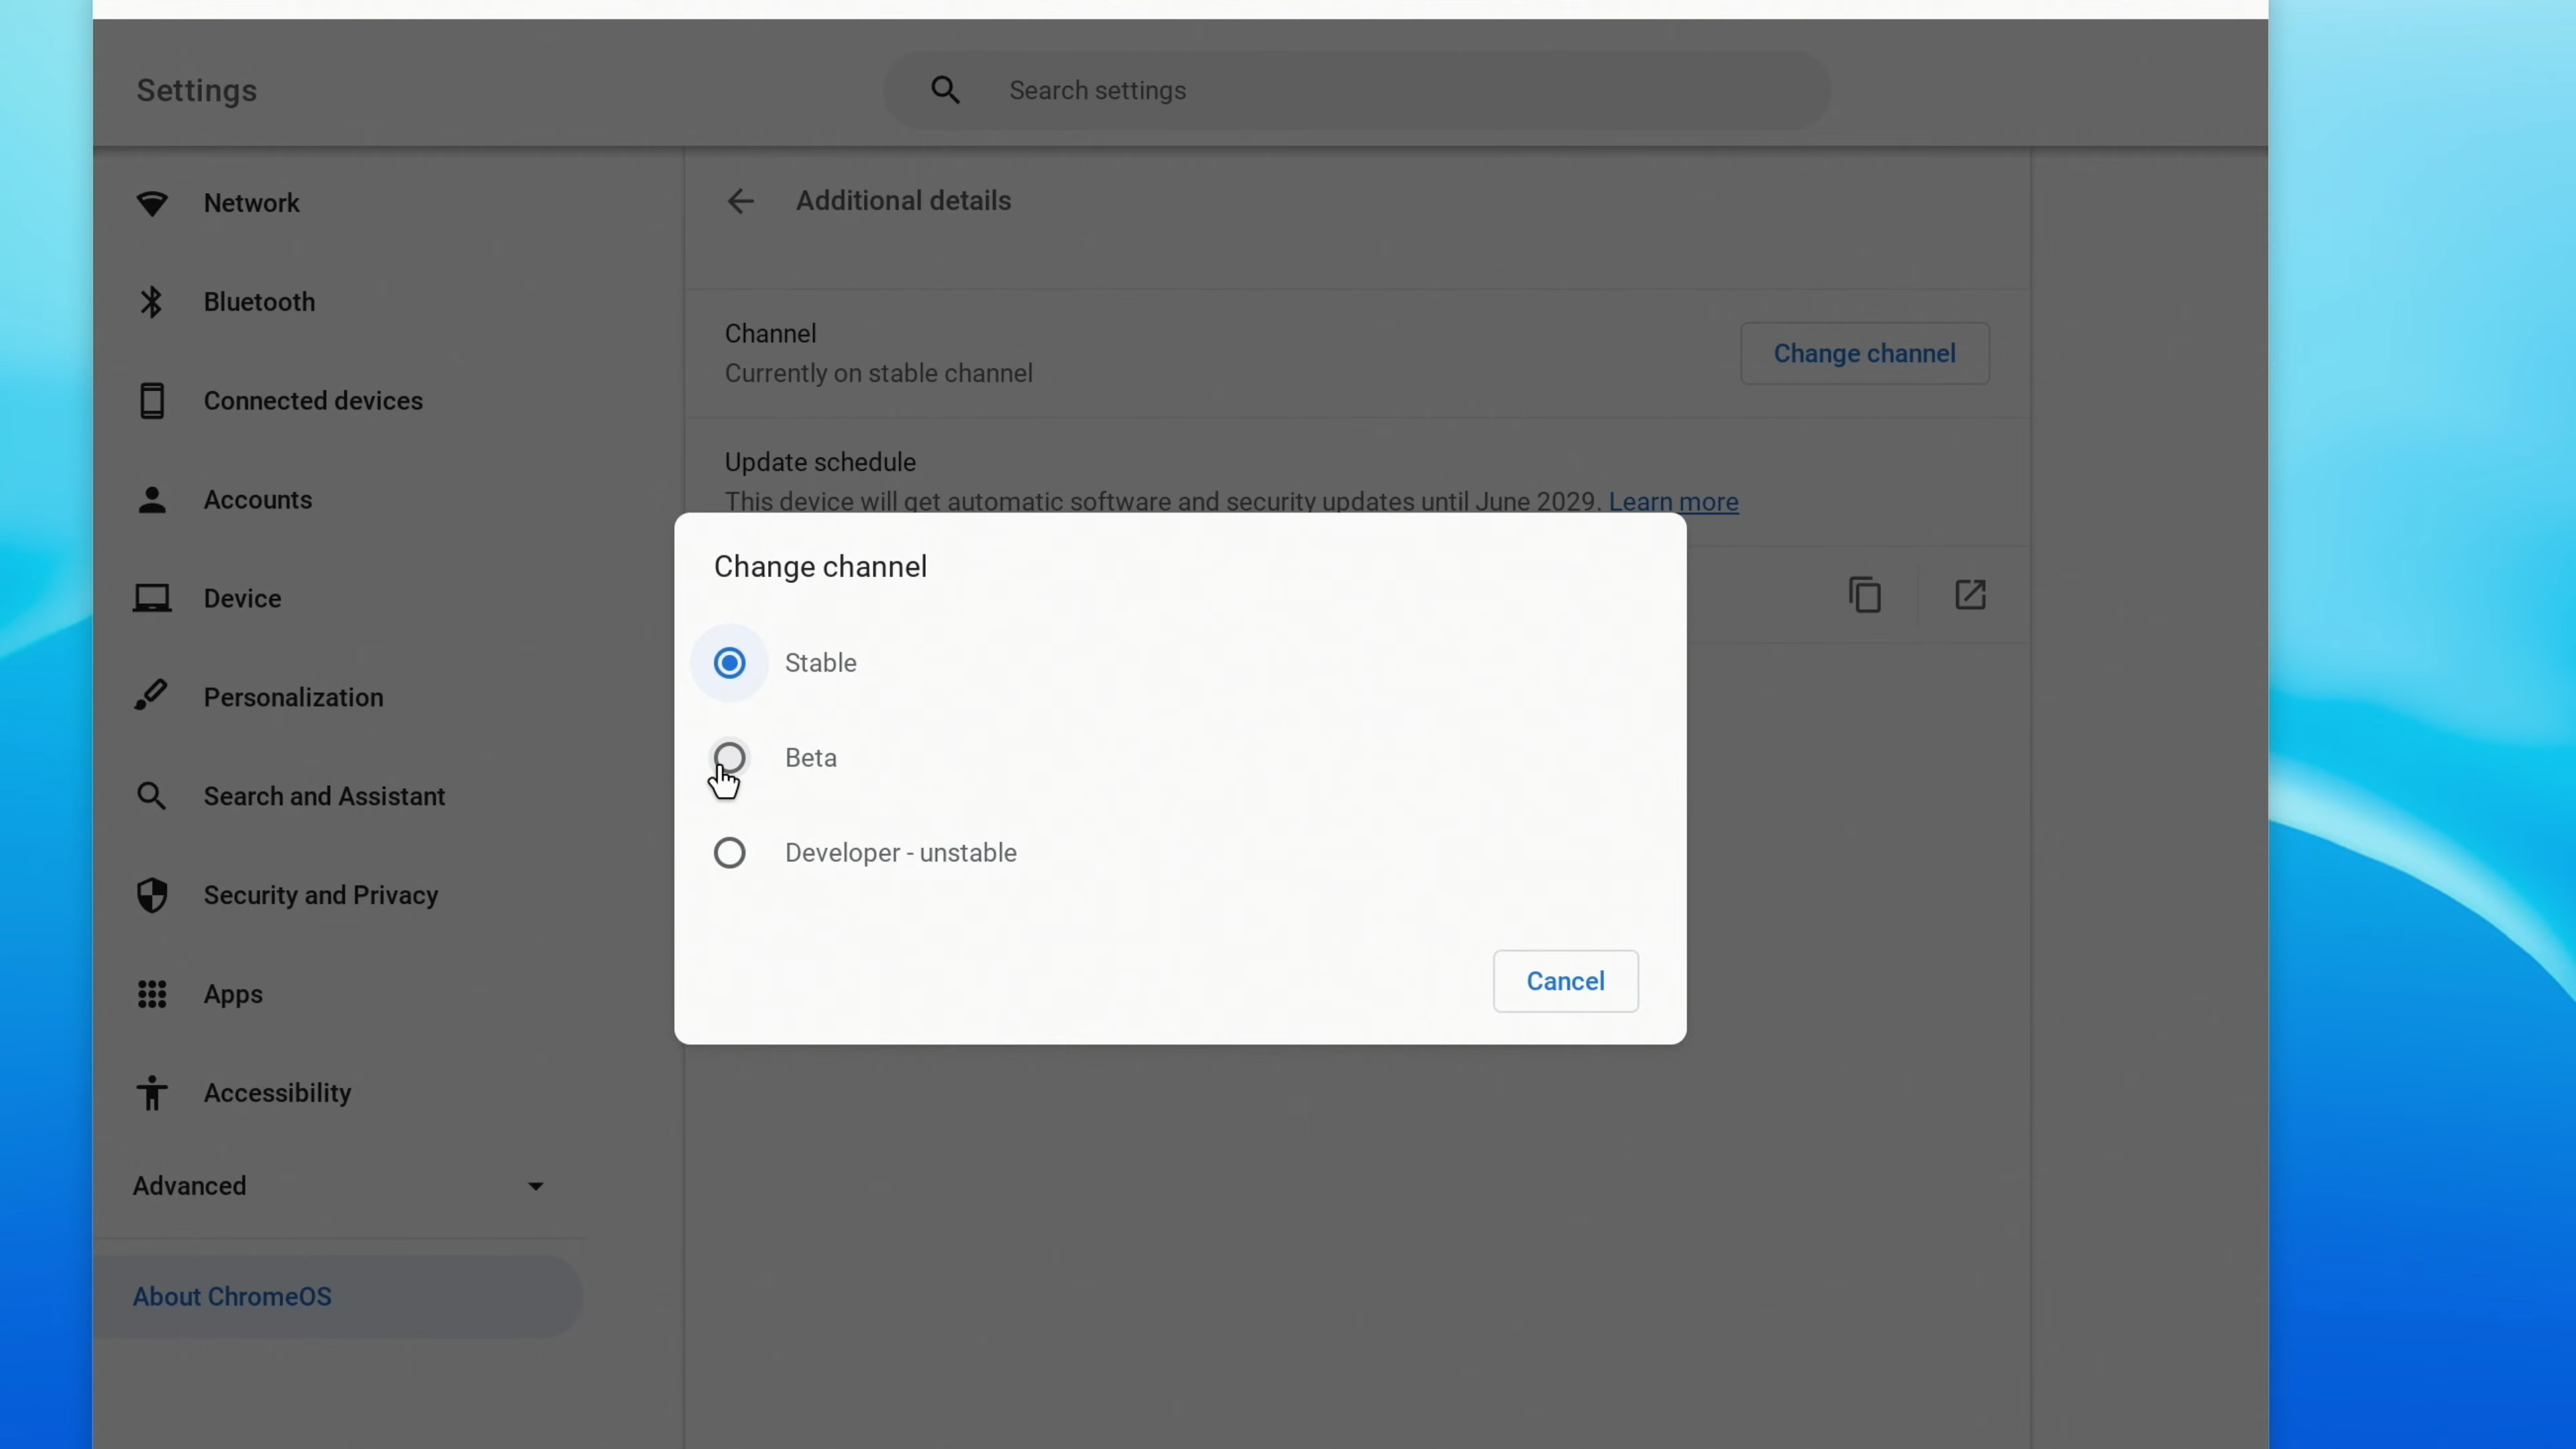 Settings
Search settings
Network
Bluetooth
Connected devices
Accounts
Device
Personalization
Search and Assistant
Security and Privacy
Apps
Accessibility
Advanced
About ChromeOS
Additional details
Channel
Currently on stable channel
Change channel
Update schedule
This device will get automatic software and security updates until June 2029. Learn more
Change channel
Stable
Beta
Developer - unstable
Cancel